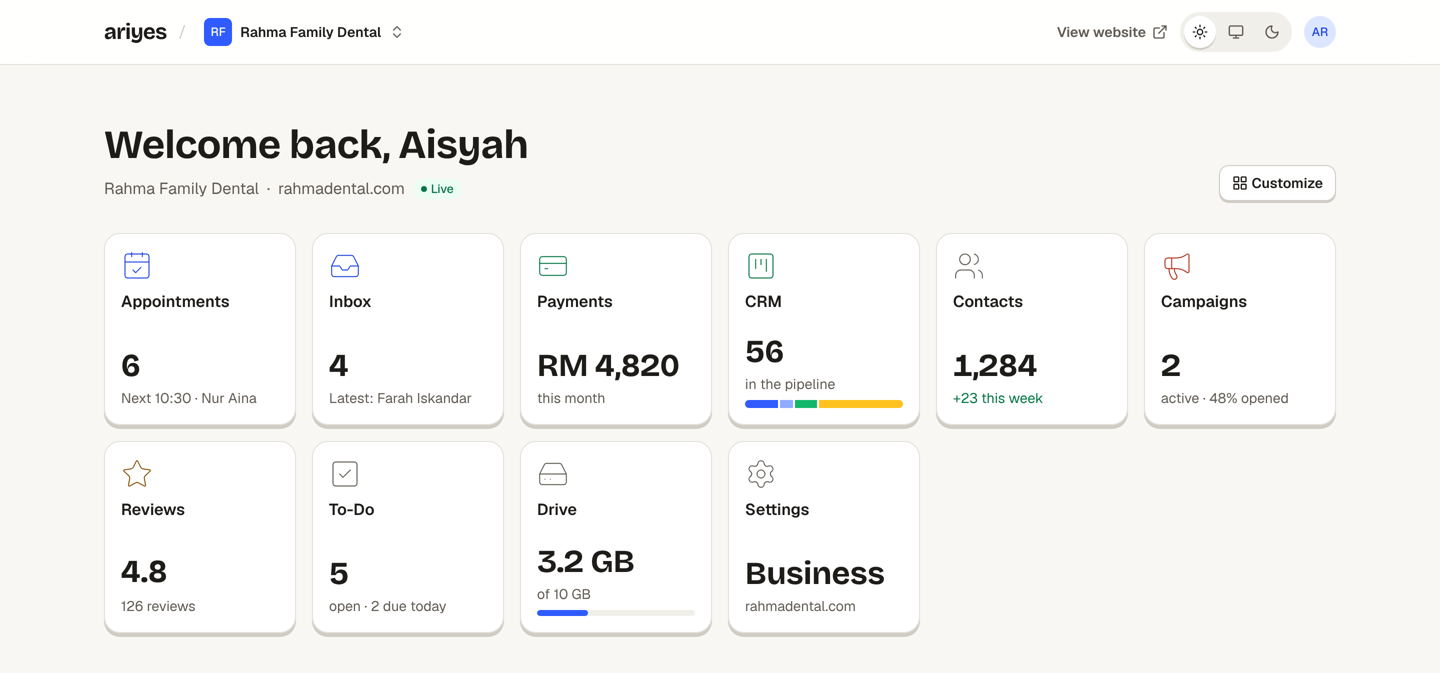 ariyes / RF Rahma Family Dental View website AR
Welcome back, Aisyah
Rahma Family Dental · rahmadental.com Live
Customize
Appointments
6
Next 10:30 · Nur Aina
Inbox
4
Latest: Farah Iskandar
Payments
RM 4,820
this month
CRM
56
in the pipeline
Contacts
1,284
+23 this week
Campaigns
2
active · 48% opened
Reviews
4.8
126 reviews
To-Do
5
open · 2 due today
Drive
3.2 GB
of 10 GB
Settings
Business
rahmadental.com